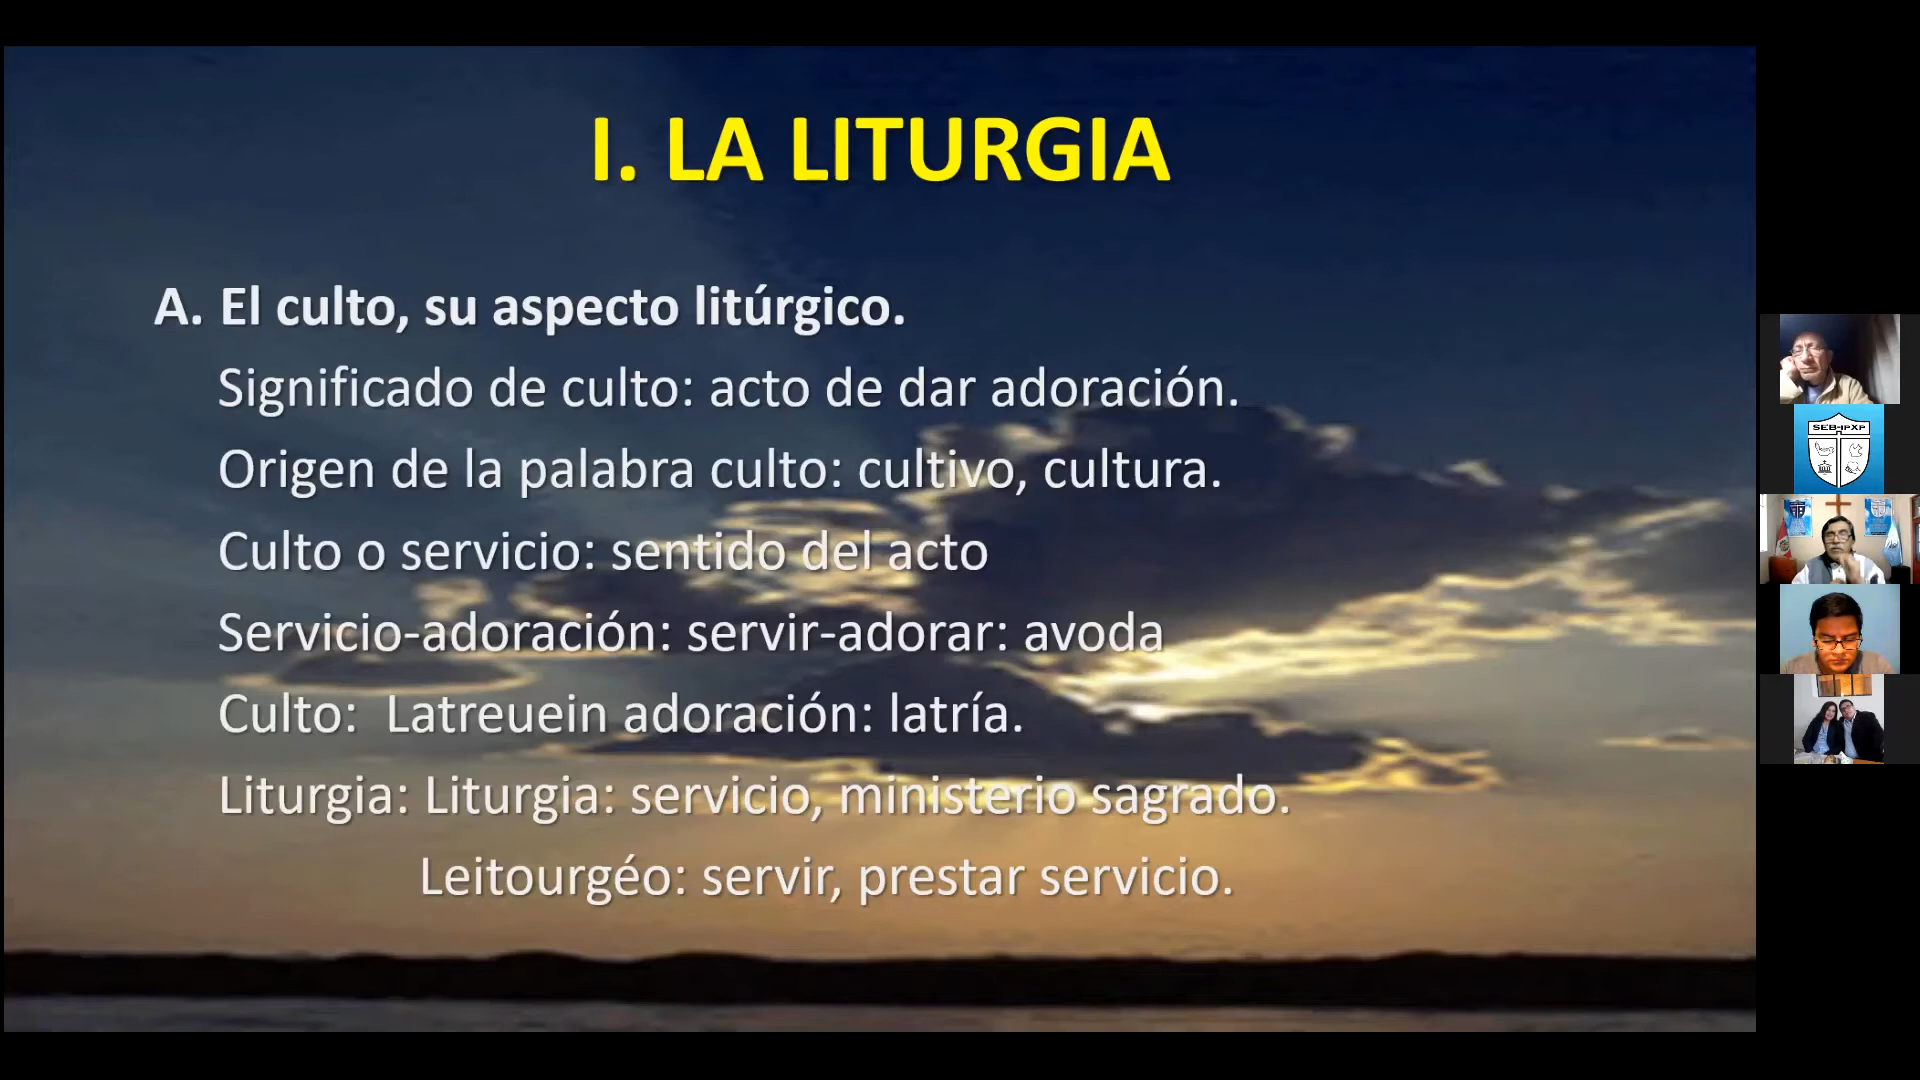 I. LA LITURGIA
A. El culto, su aspecto litúrgico.
Significado de culto: acto de dar adoración.
Origen de la palabra culto: cultivo, cultura.
Culto o servicio: sentido del acto
Servicio-adoración: servir-adorar: avoda
Culto: Latreuein adoración: latría.
Liturgia: Liturgia: servicio, ministerio sagrado.
Leitourgéo: servir, prestar servicio.
SEB-IPXP